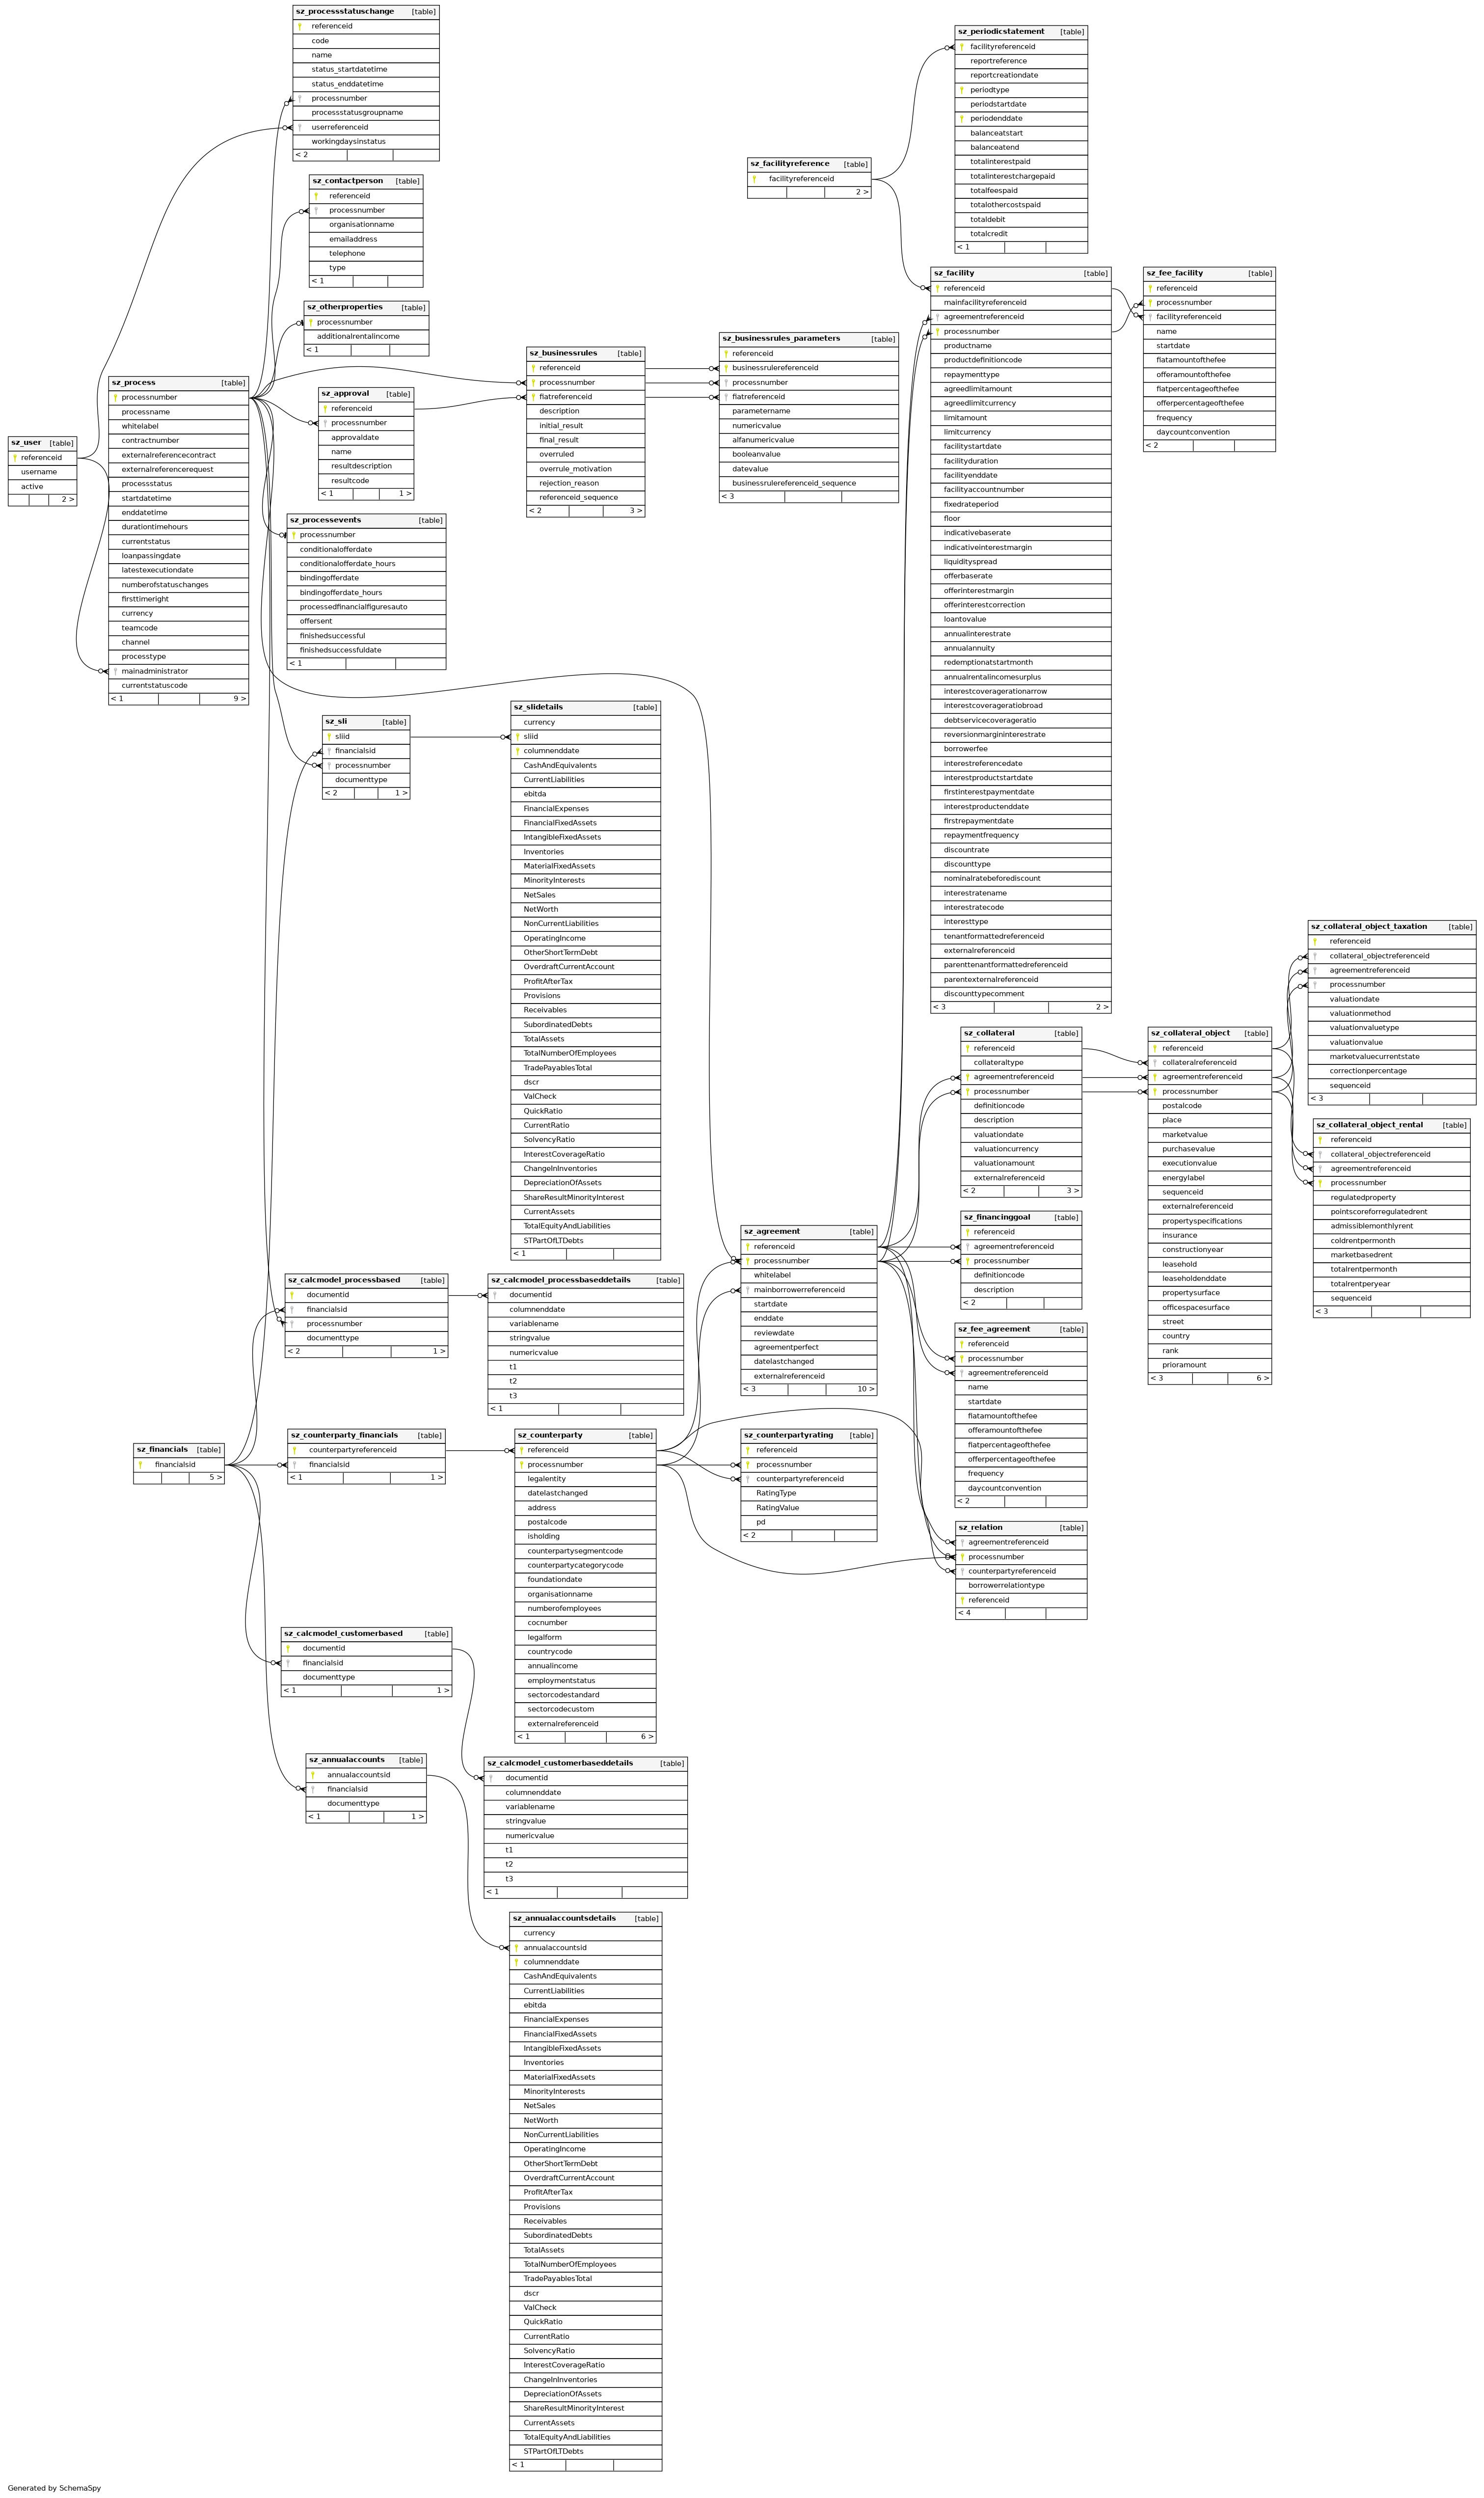 sz_processstatuschange [table]
referenceid
code
name
status_startdatetime
status_enddatetime
processnumber
processstatusgroupname
userreferenceid
workingdaysinstatus
< 2
sz_contactperson [table]
referenceid
processnumber
organisationname
emailaddress
telephone
type
< 1
sz_otherproperties [table]
processnumber
additionalrentalincome
< 1
sz_process [table]
processnumber
processname
whitelabel
contractnumber
externalreferencecontract
externalreferencerequest
processstatus
startdatetime
enddatetime
durationtimehours
currentstatus
loanpassingdate
latestexecutiondate
numberofstatuschanges
firsttimeright
currency
teamcode
channel
processtype
mainadministrator
currentstatuscode
< 1 9 >
sz_user [table]
referenceid
username
active
2 >
sz_approval [table]
referenceid
processnumber
approvaldate
name
resultdescription
resultcode
< 1 1 >
sz_processevents [table]
processnumber
conditionalofferdate
conditionalofferdate_hours
bindingofferdate
bindingofferdate_hours
processedfinancialfiguresauto
offersent
finishedsuccessful
finishedsuccessfuldate
< 1
sz_businessrules [table]
referenceid
processnumber
fiatreferenceid
description
initial_result
final_result
overruled
overrule_motivation
rejection_reason
referenceid_sequence
< 2 3 >
sz_businessrules_parameters [table]
referenceid
businessrulereferenceid
processnumber
fiatreferenceid
parametername
numericvalue
alfanumericvalue
booleanvalue
datevalue
businessrulereferenceid_sequence
< 3
sz_facilityreference [table]
facilityreferenceid
2 >
sz_periodicstatement [table]
facilityreferenceid
reportreference
reportcreationdate
periodtype
periodstartdate
periodenddate
balanceatstart
balanceatend
totalinterestpaid
totalinterestchargepaid
totalfeespaid
totalothercostspaid
totaldebit
totalcredit
< 1
sz_facility [table]
referenceid
mainfacilityreferenceid
agreementreferenceid
processnumber
productname
productdefinitioncode
repaymenttype
agreedlimitamount
agreedlimitcurrency
limitamount
limitcurrency
facilitystartdate
facilityduration
facilityenddate
facilityaccountnumber
fixedrateperiod
floor
indicativebaserate
indicativeinterestmargin
liquidityspread
offerbaserate
offerinterestmargin
offerinterestcorrection
loantovalue
annualinterestrate
annualannuity
redemptionatstartmonth
annualrentalincomesurplus
interestcoveragerationarrow
interestcoverageratiobroad
debtservicecoverageratio
reversionmargininterestrate
borrowerfee
interestreferencedate
interestproductstartdate
firstinterestpaymentdate
interestproductenddate
firstrepaymentdate
repaymentfrequency
discountrate
discounttype
nominalratebeforediscount
interestratename
interestratecode
interesttype
tenantformattedreferenceid
externalreferenceid
parenttenantformattedreferenceid
parentexternalreferenceid
discounttypecomment
< 3 2 >
sz_fee_facility [table]
referenceid
processnumber
facilityreferenceid
name
startdate
fiatamountofthefee
offeramountofthefee
fiatpercentageofthefee
offerpercentageofthefee
frequency
daycountconvention
< 2
sz_sli [table]
sliid
financialsid
processnumber
documenttype
< 2 1 >
sz_slidetails [table]
currency
sliid
columnenddate
CashAndEquivalents
CurrentLiabilities
ebitda
FinancialExpenses
FinancialFixedAssets
IntangibleFixedAssets
Inventories
MaterialFixedAssets
MinorityInterests
NetSales
NetWorth
NonCurrentLiabilities
OperatingIncome
OtherShortTermDebt
OverdraftCurrentAccount
ProfitAfterTax
Provisions
Receivables
SubordinatedDebts
TotalAssets
TotalNumberOfEmployees
TradePayablesTotal
dscr
ValCheck
QuickRatio
CurrentRatio
SolvencyRatio
InterestCoverageRatio
ChangeInInventories
DepreciationOfAssets
ShareResultMinorityInterest
CurrentAssets
TotalEquityAndLiabilities
STPartOfLTDebts
< 1
sz_collateral_object_taxation [table]
referenceid
collateral_objectreferenceid
agreementreferenceid
processnumber
valuationdate
valuationmethod
valuationvaluetype
valuationvalue
marketvaluecurrentstate
correctionpercentage
sequenceid
< 3
sz_collateral [table]
referenceid
collateraltype
agreementreferenceid
processnumber
definitioncode
description
valuationdate
valuationcurrency
valuationamount
externalreferenceid
< 2 3 >
sz_collateral_object [table]
referenceid
collateralreferenceid
agreementreferenceid
processnumber
postalcode
place
marketvalue
purchasevalue
executionvalue
energylabel
sequenceid
externalreferenceid
propertyspecifications
insurance
constructionyear
leasehold
leaseholdenddate
propertysurface
officespacesurface
street
country
rank
prioramount
< 3 6 >
sz_collateral_object_rental [table]
referenceid
collateral_objectreferenceid
agreementreferenceid
processnumber
regulatedproperty
pointscoreforregulatedrent
admissiblemonthlyrent
coldrentpermonth
marketbasedrent
totalrentpermonth
totalrentperyear
sequenceid
< 3
sz_agreement [table]
referenceid
processnumber
whitelabel
mainborrowerreferenceid
startdate
enddate
reviewdate
agreementperfect
datelastchanged
externalreferenceid
< 3 10 >
sz_financinggoal [table]
referenceid
agreementreferenceid
processnumber
definitioncode
description
< 2
sz_fee_agreement [table]
referenceid
processnumber
agreementreferenceid
name
startdate
fiatamountofthefee
offeramountofthefee
fiatpercentageofthefee
offerpercentageofthefee
frequency
daycountconvention
< 2
sz_relation [table]
agreementreferenceid
processnumber
counterpartyreferenceid
borrowerrelationtype
referenceid
< 4
sz_calcmodel_processbased [table]
documentid
financialsid
processnumber
documenttype
< 2 1 >
sz_calcmodel_processbaseddetails [table]
documentid
columnenddate
variablename
stringvalue
numericvalue
t1
t2
t3
< 1
sz_financials [table]
financialsid
5 >
sz_counterparty_financials [table]
counterpartyreferenceid
financialsid
< 1 1 >
sz_counterparty [table]
referenceid
processnumber
legalentity
datelastchanged
address
postalcode
isholding
counterpartysegmentcode
counterpartycategorycode
foundationdate
organisationname
numberofemployees
cocnumber
legalform
countrycode
annualincome
employmentstatus
sectorcodestandard
sectorcodecustom
externalreferenceid
< 1 6 >
sz_counterpartyrating [table]
referenceid
processnumber
counterpartyreferenceid
RatingType
RatingValue
pd
< 2
sz_calcmodel_customerbased [table]
documentid
financialsid
documenttype
< 1 1 >
sz_annualaccounts [table]
annualaccountsid
financialsid
documenttype
< 1 1 >
sz_calcmodel_customerbaseddetails [table]
documentid
columnenddate
variablename
stringvalue
numericvalue
t1
t2
t3
< 1
sz_annualaccountsdetails [table]
currency
annualaccountsid
columnenddate
CashAndEquivalents
CurrentLiabilities
ebitda
FinancialExpenses
FinancialFixedAssets
IntangibleFixedAssets
Inventories
MaterialFixedAssets
MinorityInterests
NetSales
NetWorth
NonCurrentLiabilities
OperatingIncome
OtherShortTermDebt
OverdraftCurrentAccount
ProfitAfterTax
Provisions
Receivables
SubordinatedDebts
TotalAssets
TotalNumberOfEmployees
TradePayablesTotal
dscr
ValCheck
QuickRatio
CurrentRatio
SolvencyRatio
InterestCoverageRatio
ChangeInInventories
DepreciationOfAssets
ShareResultMinorityInterest
CurrentAssets
TotalEquityAndLiabilities
STPartOfLTDebts
< 1
Generated by SchemaSpy